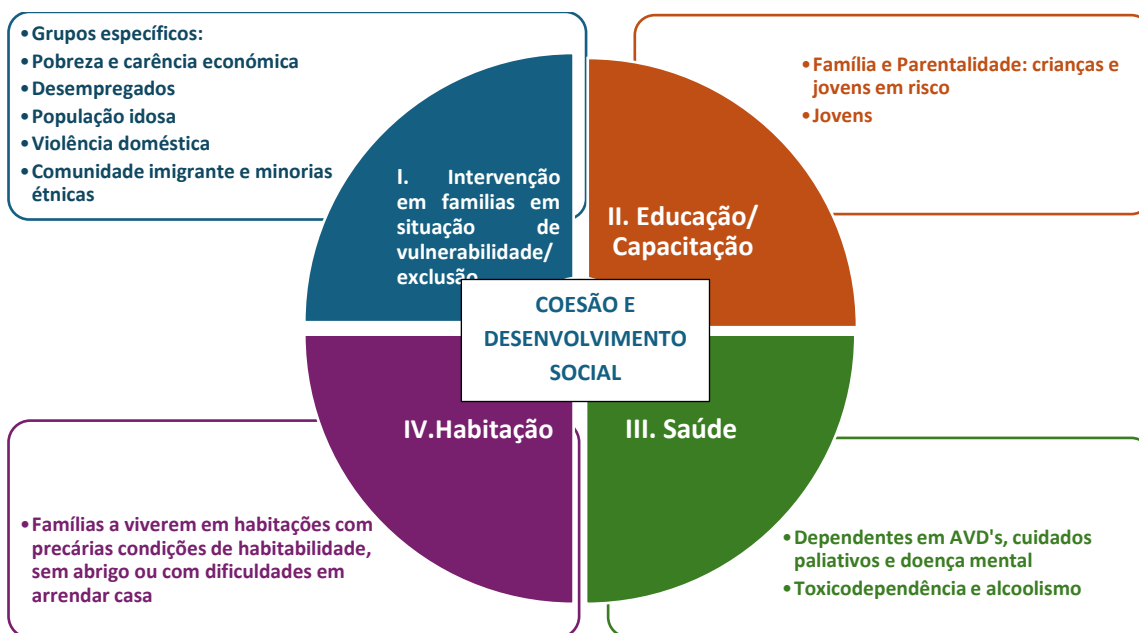 •Grupos específicos:
•Pobreza e carência económica
•Desempregados
•População idosa
•Violência doméstica
•Comunidade imigrante e minorias
étnicas
•Família e Parentalidade: crianças e
jovens em risco
•Jovens
I. Intervenção
em familias em
situação de
vulnerabilidade/
exclusão
II. Educação/
Capacitação
COESÃO E
DESENVOLVIMENTO
SOCIAL
IV.Habitação
III. Saúde
•Famílias a viverem em habitações com
precárias condições de habitabilidade,
sem abrigo ou com dificuldades em
arrendar casa
•Dependentes em AVD's, cuidados
paliativos e doença mental
•Toxicodependência e alcoolismo